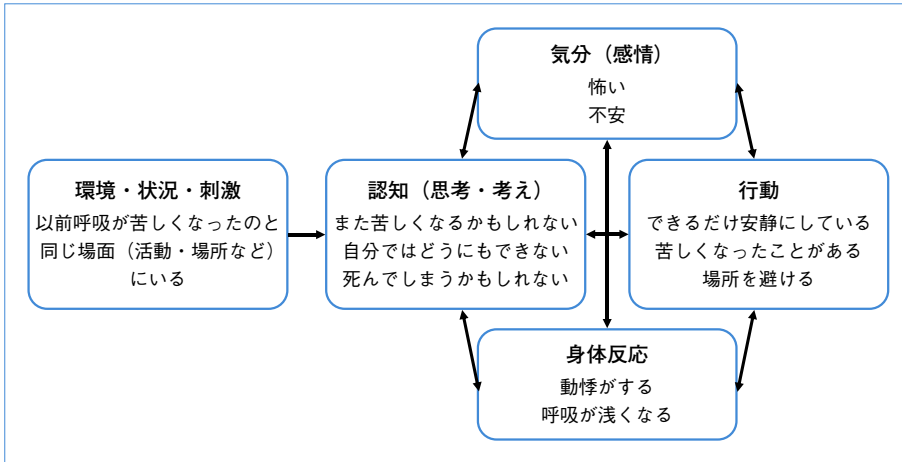 気分（感情）
怖い
不安
環境・状況・刺激
以前呼吸が苦しくなったのと
同じ場面（活動・場所など）
にいる
認知（思考・考え）
また苦しくなるかもしれない
自分ではどうにもできない
死んでしまうかもしれない
行動
できるだけ安静にしている
苦しくなったことがある
場所を避ける
身体反応
動悸がする
呼吸が浅くなる